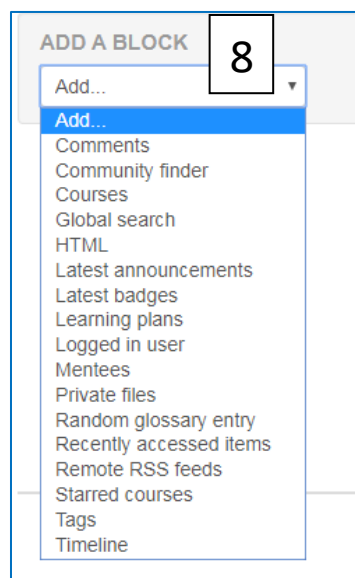 ADD A BLOCK
8
Add...
Add...
Comments
Community finder
Courses
Global search
HTML
Latest announcements
Latest badges
Learning plans
Logged in user
Mentees
Private files
Random glossary entry
Recently accessed items
Remote RSS feeds
Starred courses
Tags
Timeline